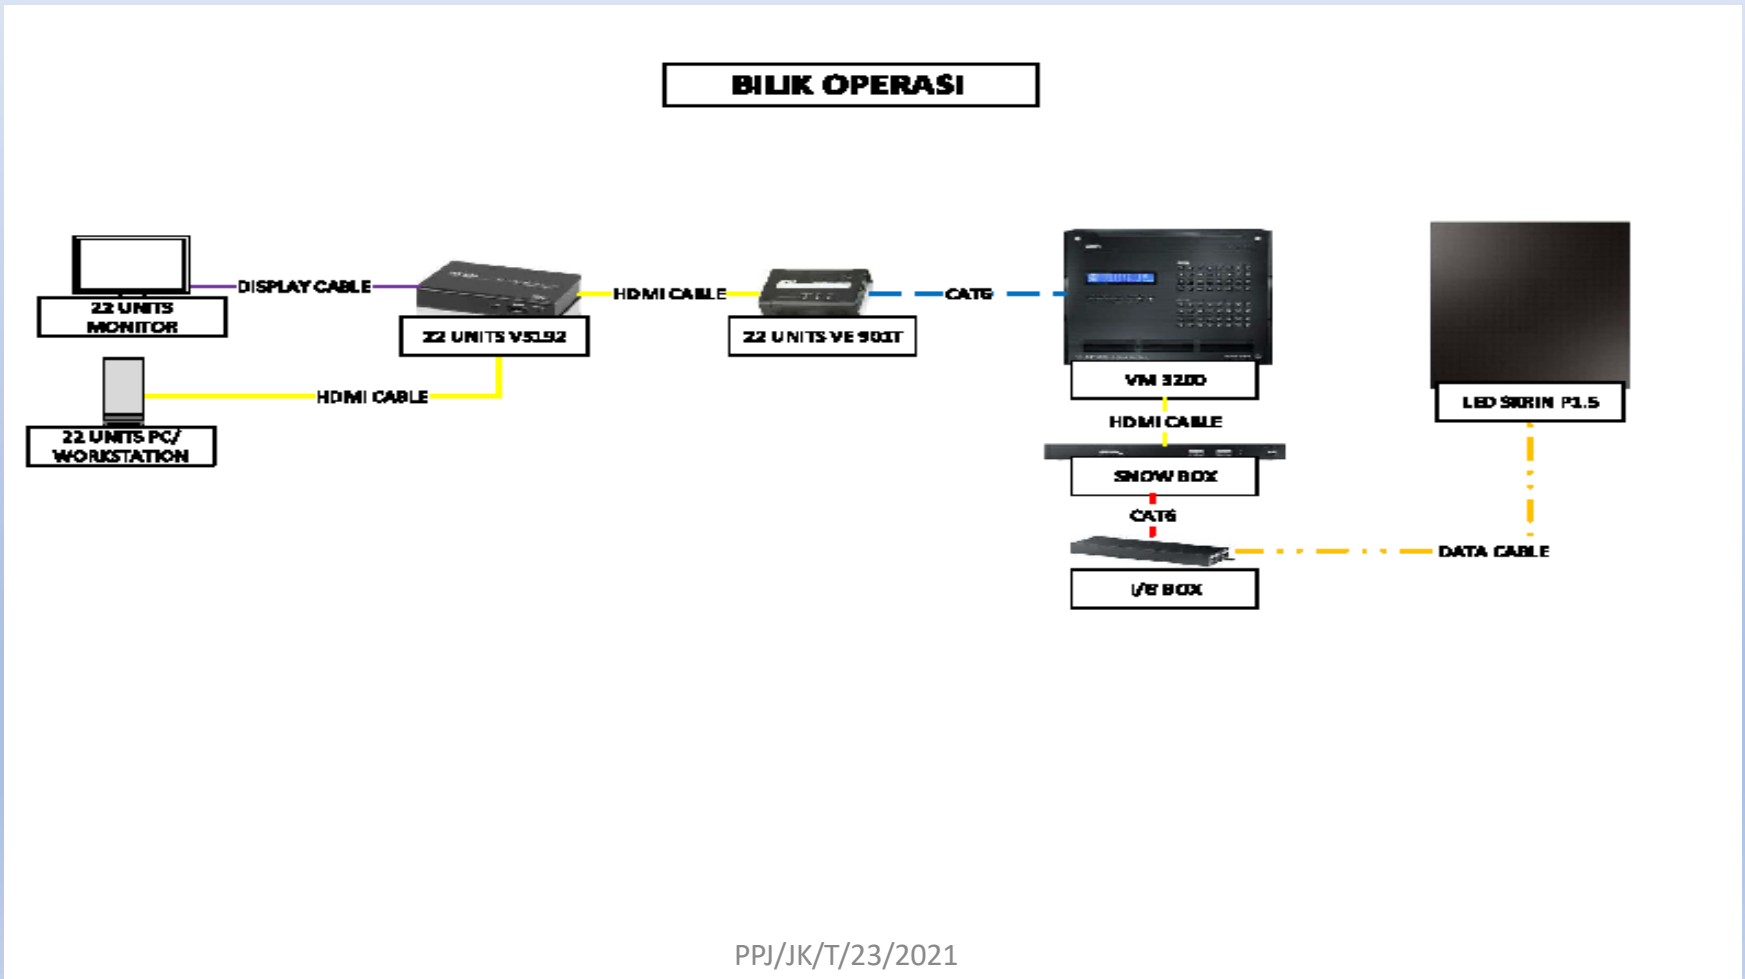 BILIK OPERASI
DISPLAY CABLE
22 UNITS
MONITOR
HDMI CABLE
22 UNITS VS192
HDMI CABLE
22 UNITS VE 901T
CAT6
VM 3200
LED SKRIN P1.5
22 UNITS PC/
WORKSTATION
HDMI CABLE
SNOW BOX
CAT6
DATA CABLE
BOX
PPJ/JK/T/23/2021